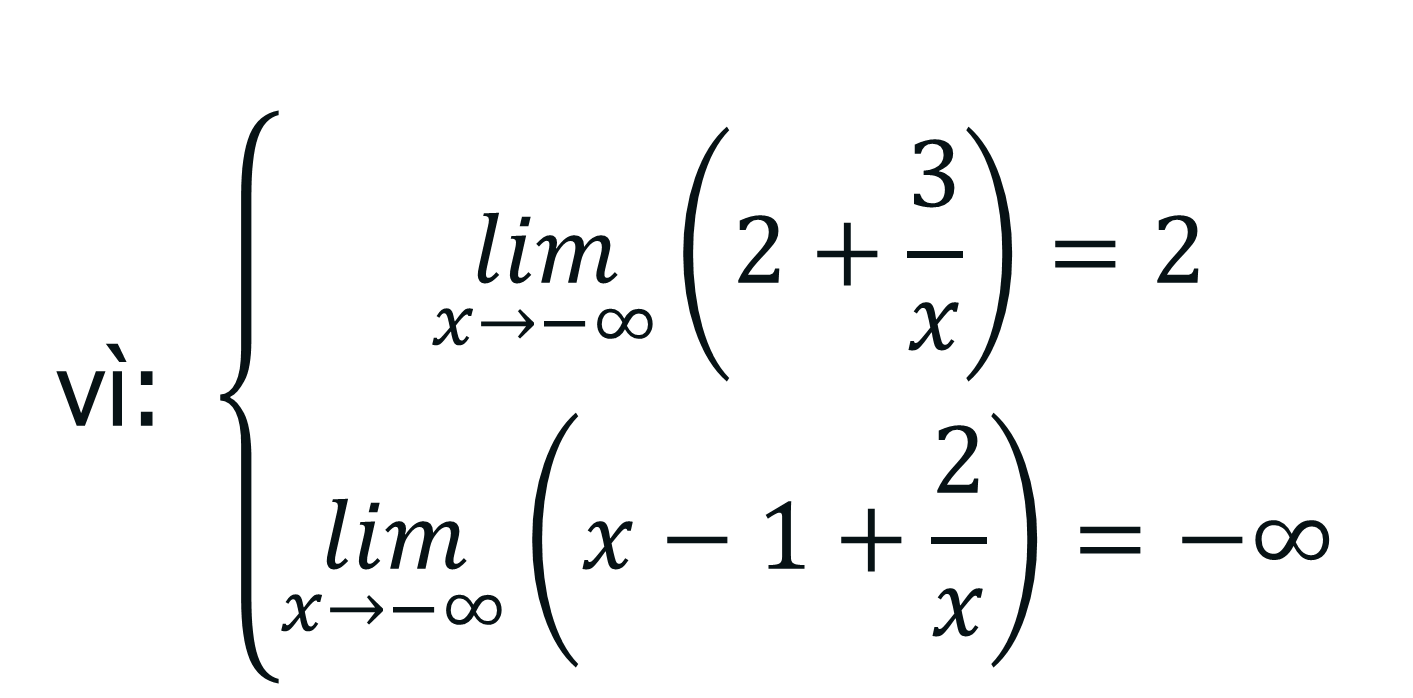 vì: { lim_{x→−∞} (2 + 3/x) = 2
lim_{x→−∞} (x − 1 + 2/x) = −∞